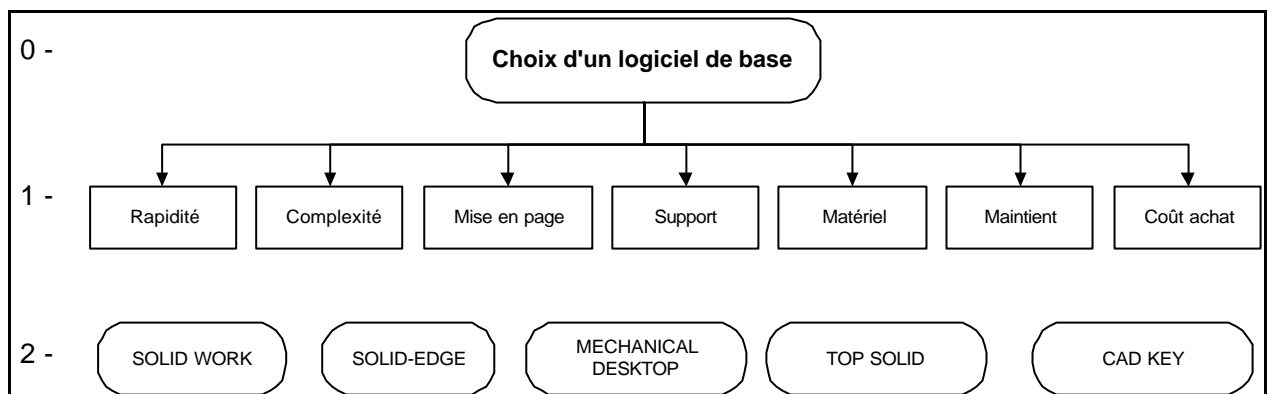 0 -
Choix d'un logiciel de base
1 -
Rapidité
Complexité
Mise en page
Support
Matériel
Maintient
Coût achat
2 -
SOLID WORK
SOLID-EDGE
MECHANICAL
DESKTOP
TOP SOLID
CAD KEY